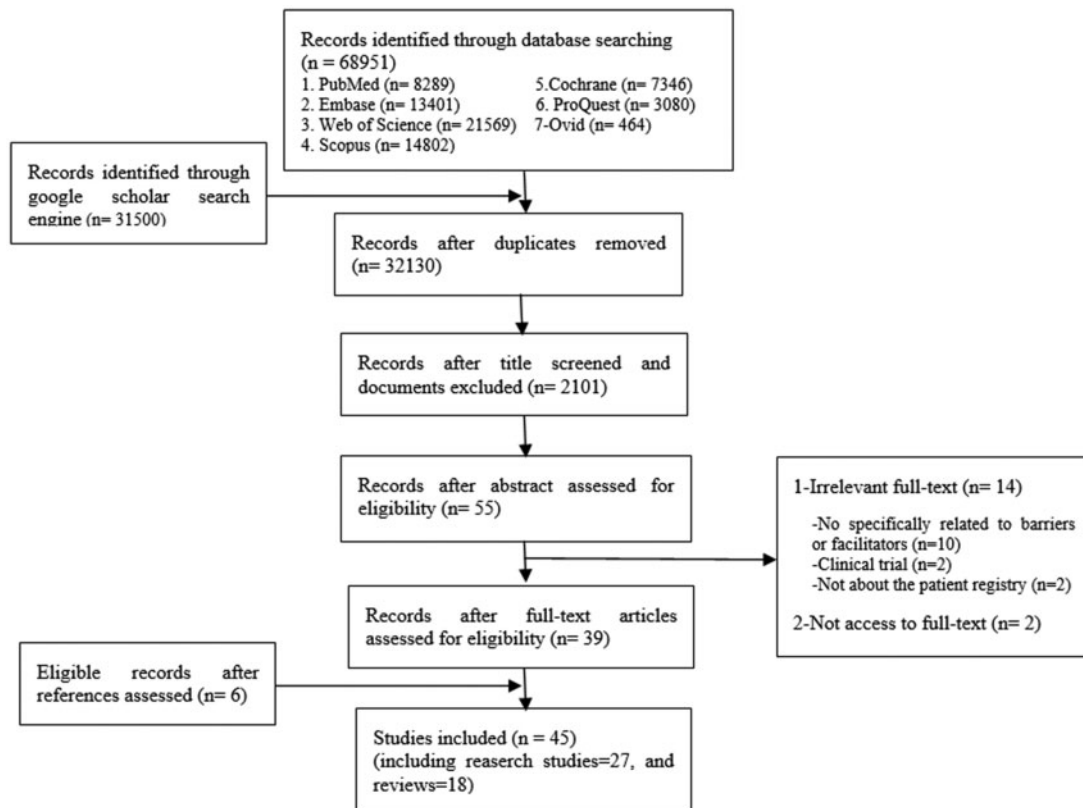 Records identified through database searching
(n = 68951)
1. PubMed (n= 8289)
2. Embase (n= 13401)
3. Web of Science (n= 21569)
4. Scopus (n= 14802)
5.Cochrane (n= 7346)
6. ProQuest (n= 3080)
7-Ovid (n= 464)
Records identified through
google scholar search
engine (n= 31500)
Records after duplicates removed
(n= 32130)
Records after title screened and
documents excluded (n= 2101)
Records after abstract assessed for
eligibility (n= 55)
1-Irrelevant full-text (n= 14)
-No specifically related to barriers
or facilitators (n=10)
-Clinical trial (n=2)
-Not about the patient registry (n=2)
2-Not access to full-text (n= 2)
Records after full-text articles
assessed for eligibility (n= 39)
Eligible records after
references assessed (n= 6)
Studies included (n = 45)
(including reaserch studies=27, and
reviews=18)